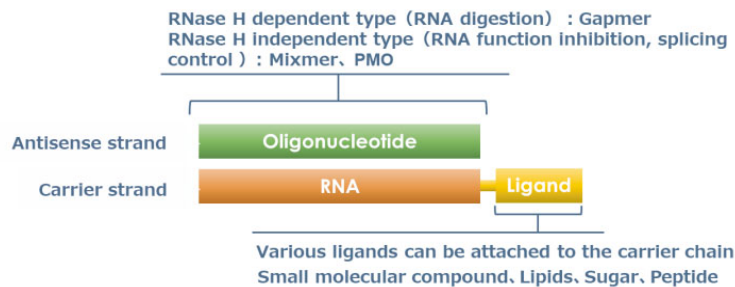 RNase H dependent type（RNA digestion）：Gapmer
RNase H independent type（RNA function inhibition, splicing
control ）: Mixmer、PMO
Antisense strand
Oligonucleotide
Carrier strand
RNA
Ligand
Various ligands can be attached to the carrier chain
Small molecular compound、Lipids、Sugar、Peptide